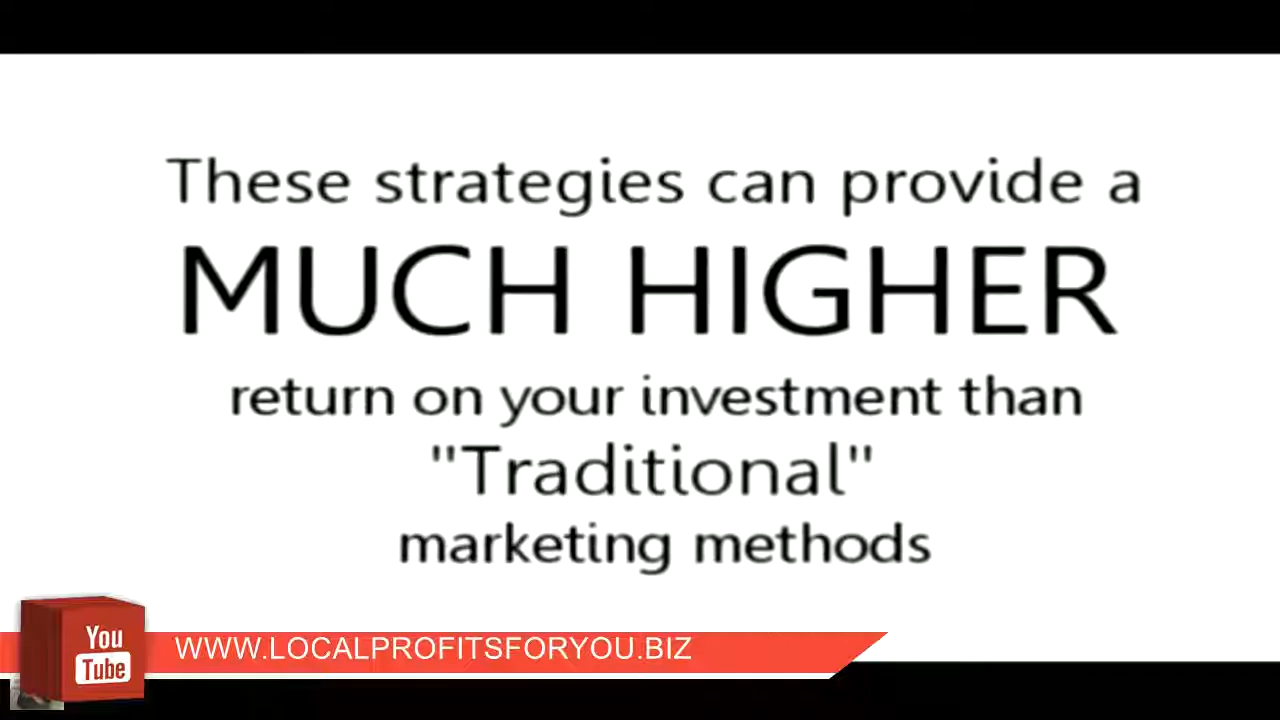 These strategies can provide a
MUCH HIGHER
return on your investment than
"Traditional"
marketing methods
You
Tube
WWW.LOCALPROFITSFORYOU.BIZ